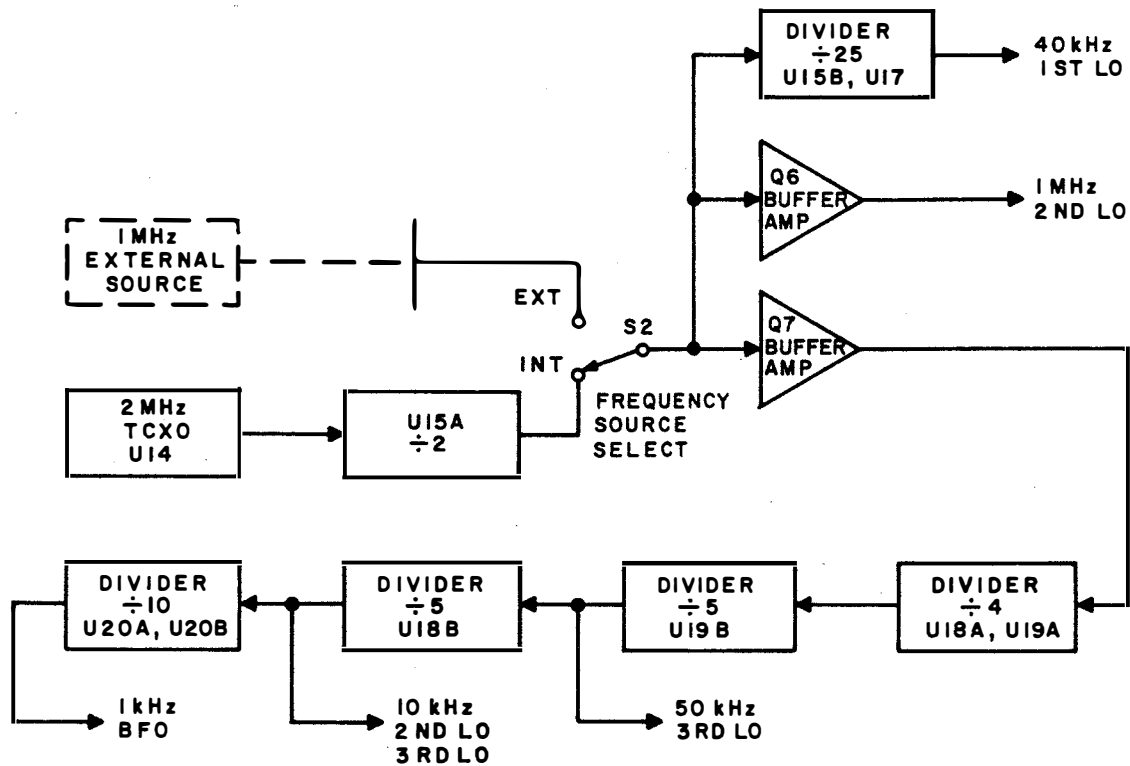 DIVIDER
÷25
U15B, U17
40 kHz
1ST LO
Q6
BUFFER
AMP
1MHz
2ND LO
1MHz
EXTERNAL
SOURCE
EXT
S2
INT
Q7
BUFFER
AMP
FREQUENCY
SOURCE
SELECT
2MHz
TCXO
U14
U15A
÷2
DIVIDER
÷10
U20A, U20B
DIVIDER
÷5
U18B
DIVIDER
÷5
U19B
DIVIDER
÷4
U18A, U19A
1kHz
BFO
10 kHz
2ND LO
3RD LO
50 kHz
3RD LO